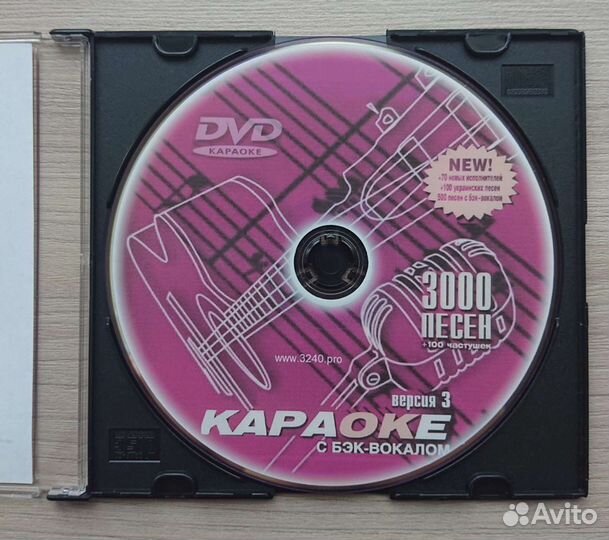 DVD
КАРАОКЕ
NEW!
+70 новых исполнителей
+100 украинских песен
500 песен с бэк-вокалом
3000
ПЕСЕН
+100 частушек
www.3240.pro
версия 3
КАРАОКЕ
С БЭК-ВОКАЛОМ
Avito